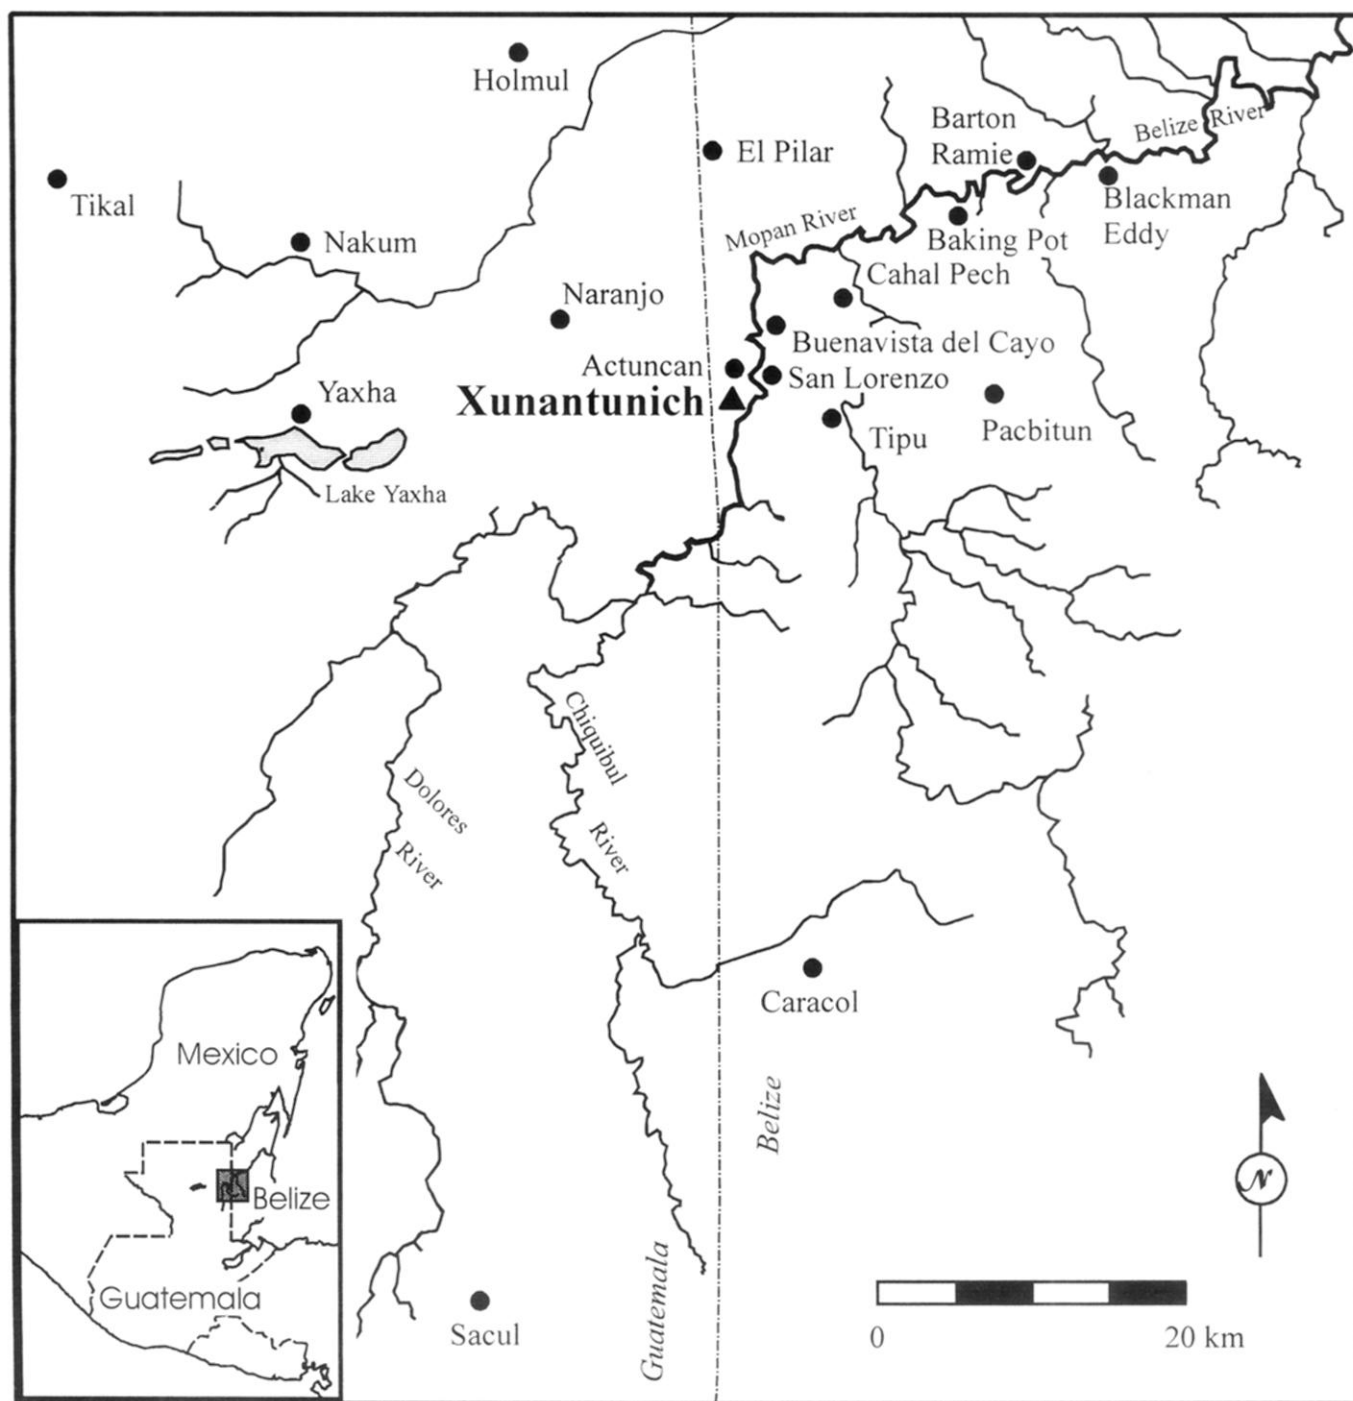 Holmul
Tikal
Nakum
El Pilar
Barton
Ramie
Belize River
Blackman
Eddy
Mopan River
Baking Pot
Cahal Pech
Naranjo
Buenavista del Cayo
Actuncan
San Lorenzo
Xunantunich
Yaxha
Tipu
Pacbitun
Lake Yaxha
Chiquibul
River
Dolores
River
Caracol
Belize
Guatemala
Sacul
Mexico
Belize
Guatemala
N
0
20 km